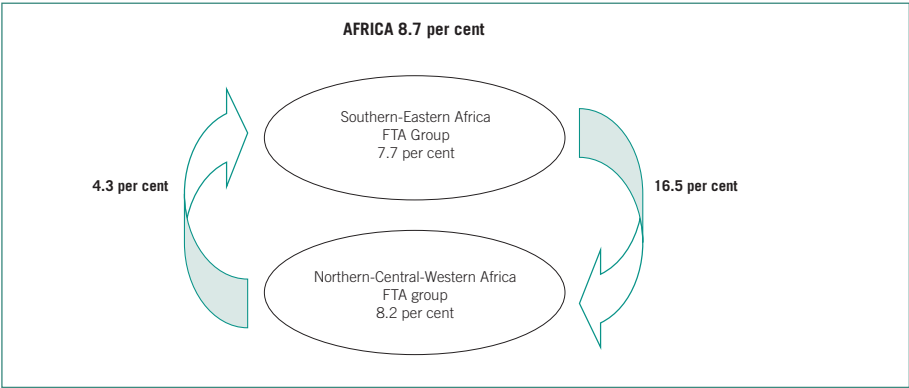 AFRICA 8.7 per cent
Southern-Eastern Africa
FTA Group
7.7 per cent
4.3 per cent
16.5 per cent
Northern-Central-Western Africa
FTA group
8.2 per cent